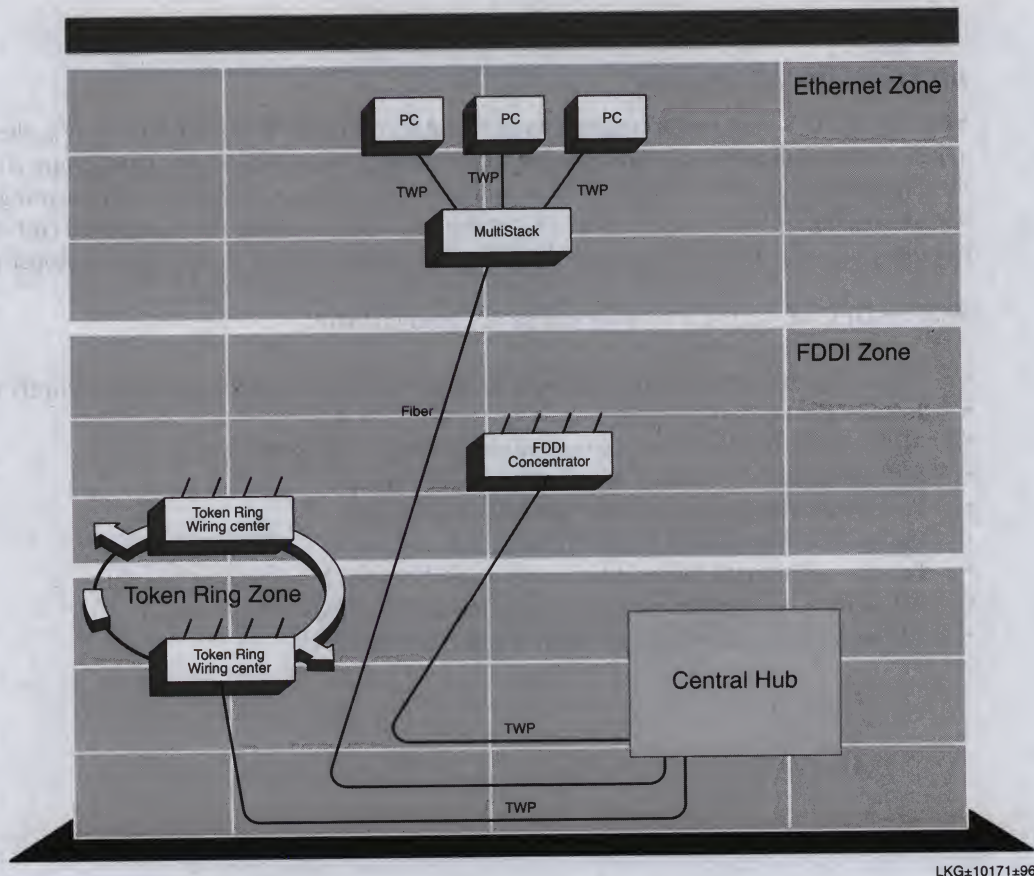 Ethernet Zone
PC
PC
PC
TWP
TWP
TWP
MultiStack
FDDI Zone
Fiber
FDDI
Concentrator
Token Ring
Wiring center
Token Ring Zone
Token Ring
Wiring center
Central Hub
TWP
TWP
LKG±10171±96